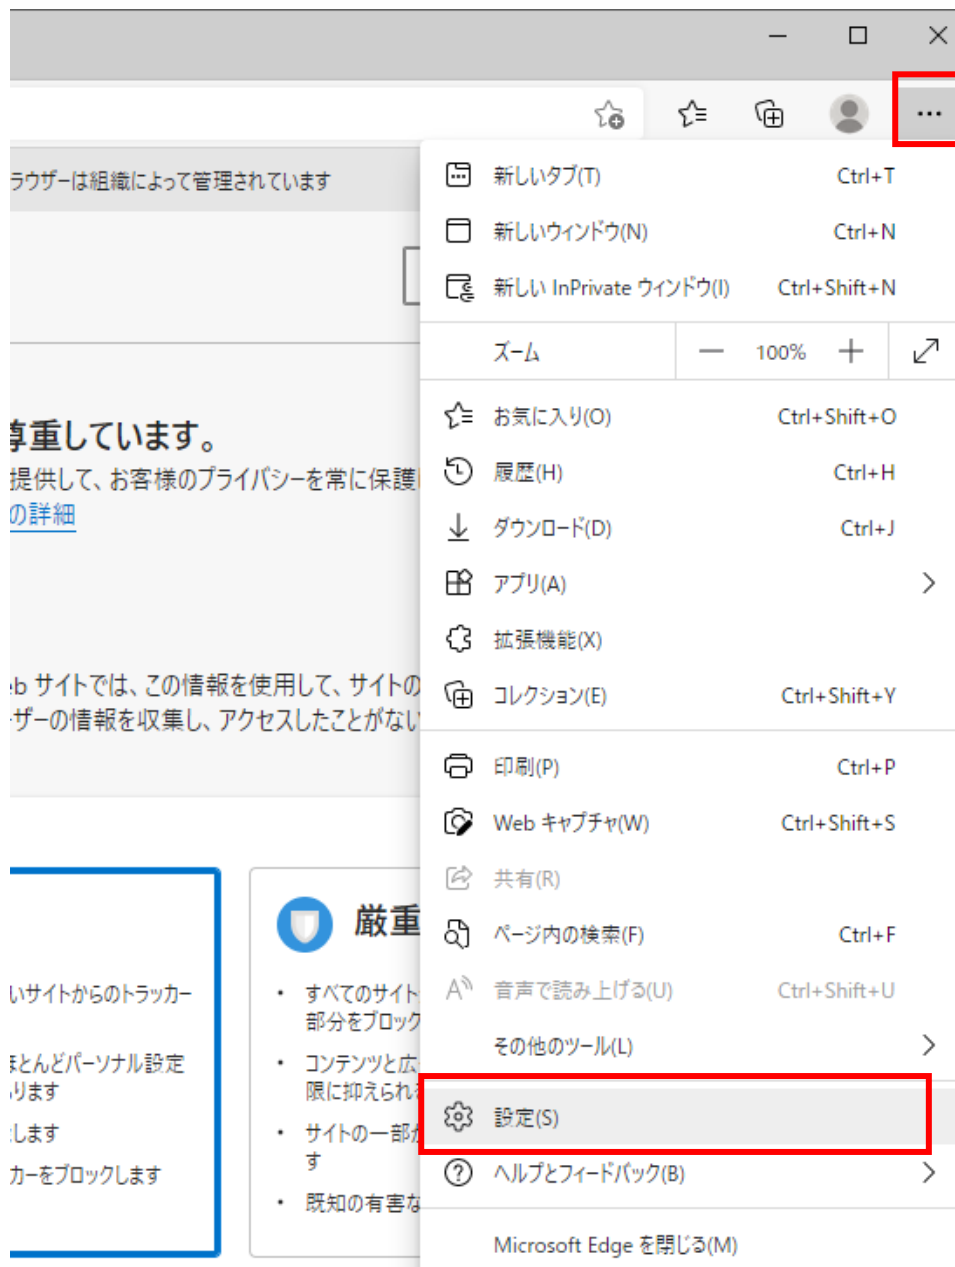 ラウザーは組織によって管理されています
新しいタブ(T) Ctrl+T
新しいウィンドウ(N) Ctrl+N
新しい InPrivate ウィンドウ(I) Ctrl+Shift+N
ズーム — 100% +
お気に入り(O) Ctrl+Shift+O
履歴(H) Ctrl+H
ダウンロード(D) Ctrl+J
アプリ(A)
拡張機能(X)
コレクション(E) Ctrl+Shift+Y
印刷(P) Ctrl+P
Web キャプチャ(W) Ctrl+Shift+S
共有(R)
ページ内の検索(F) Ctrl+F
音声で読み上げる(U) Ctrl+Shift+U
その他のツール(L)
設定(S)
ヘルプとフィードバック(B)
Microsoft Edge を閉じる(M)
尊重しています。
提供して、お客様のプライバシーを常に保護
の詳細
eb サイトでは、この情報を使用して、サイトの
ーザーの情報を収集し、アクセスしたことがない
いサイトからのトラッカー
ほとんどパーソナル設定
ります
します
カーをブロックします
厳重
• すべてのサイト
部分をブロック
• コンテンツと広
限に抑えられ
• サイトの一部が
す
• 既知の有害な